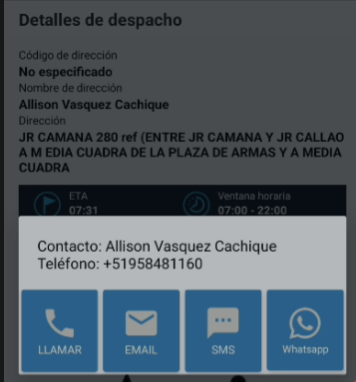 Detalles de despacho
Código de dirección
No especificado
Nombre de dirección
Allison Vasquez Cachique
Dirección
JR CAMANA 280 ref (ENTRE JR CAMANA Y JR CALLAO
A M EDIA CUADRA DE LA PLAZA DE ARMAS Y A MEDIA
CUADRA
ETA
07:31
Ventana horaria
07:00 - 22:00
Contacto: Allison Vasquez Cachique
Teléfono: +51958481160
LLAMAR
EMAIL
SMS
Whatsapp